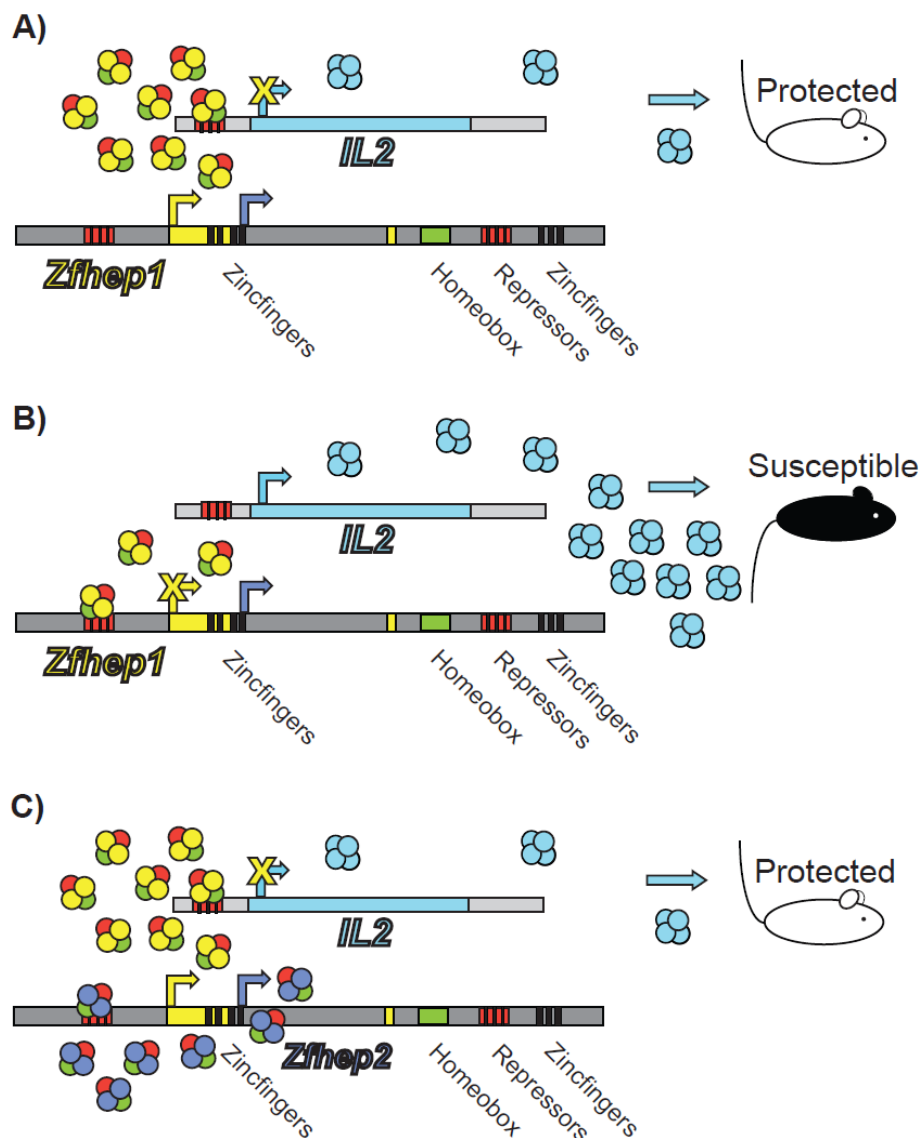 A)
Protected
IL2
Zfhep1
Zincfingers
Homeobox
Repressors
Zincfingers
B)
Susceptible
IL2
Zfhep1
Zincfingers
Homeobox
Repressors
Zincfingers
C)
Protected
IL2
Zfhep2
Zincfingers
Homeobox
Repressors
Zincfingers